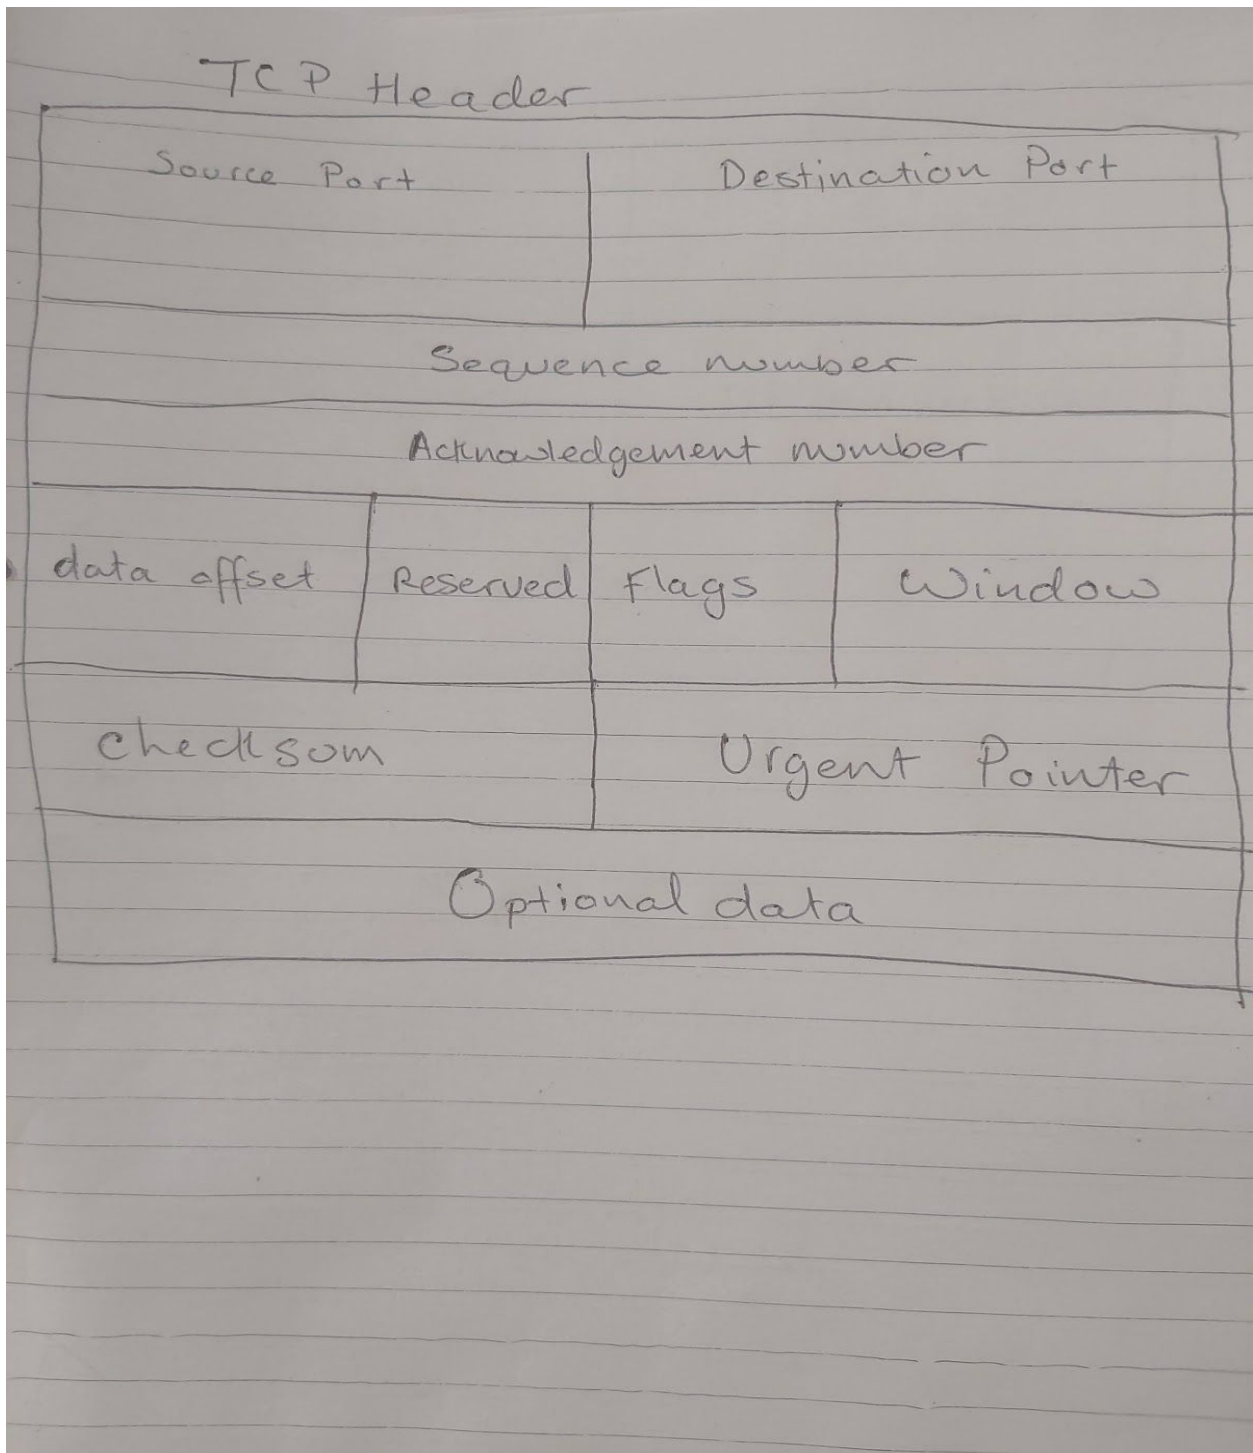 TCP Header
Source Port Destination Port
Sequence number
Acknowledgement number
data offset Reserved Flags Window
checksom Urgent Pointer
Optional data